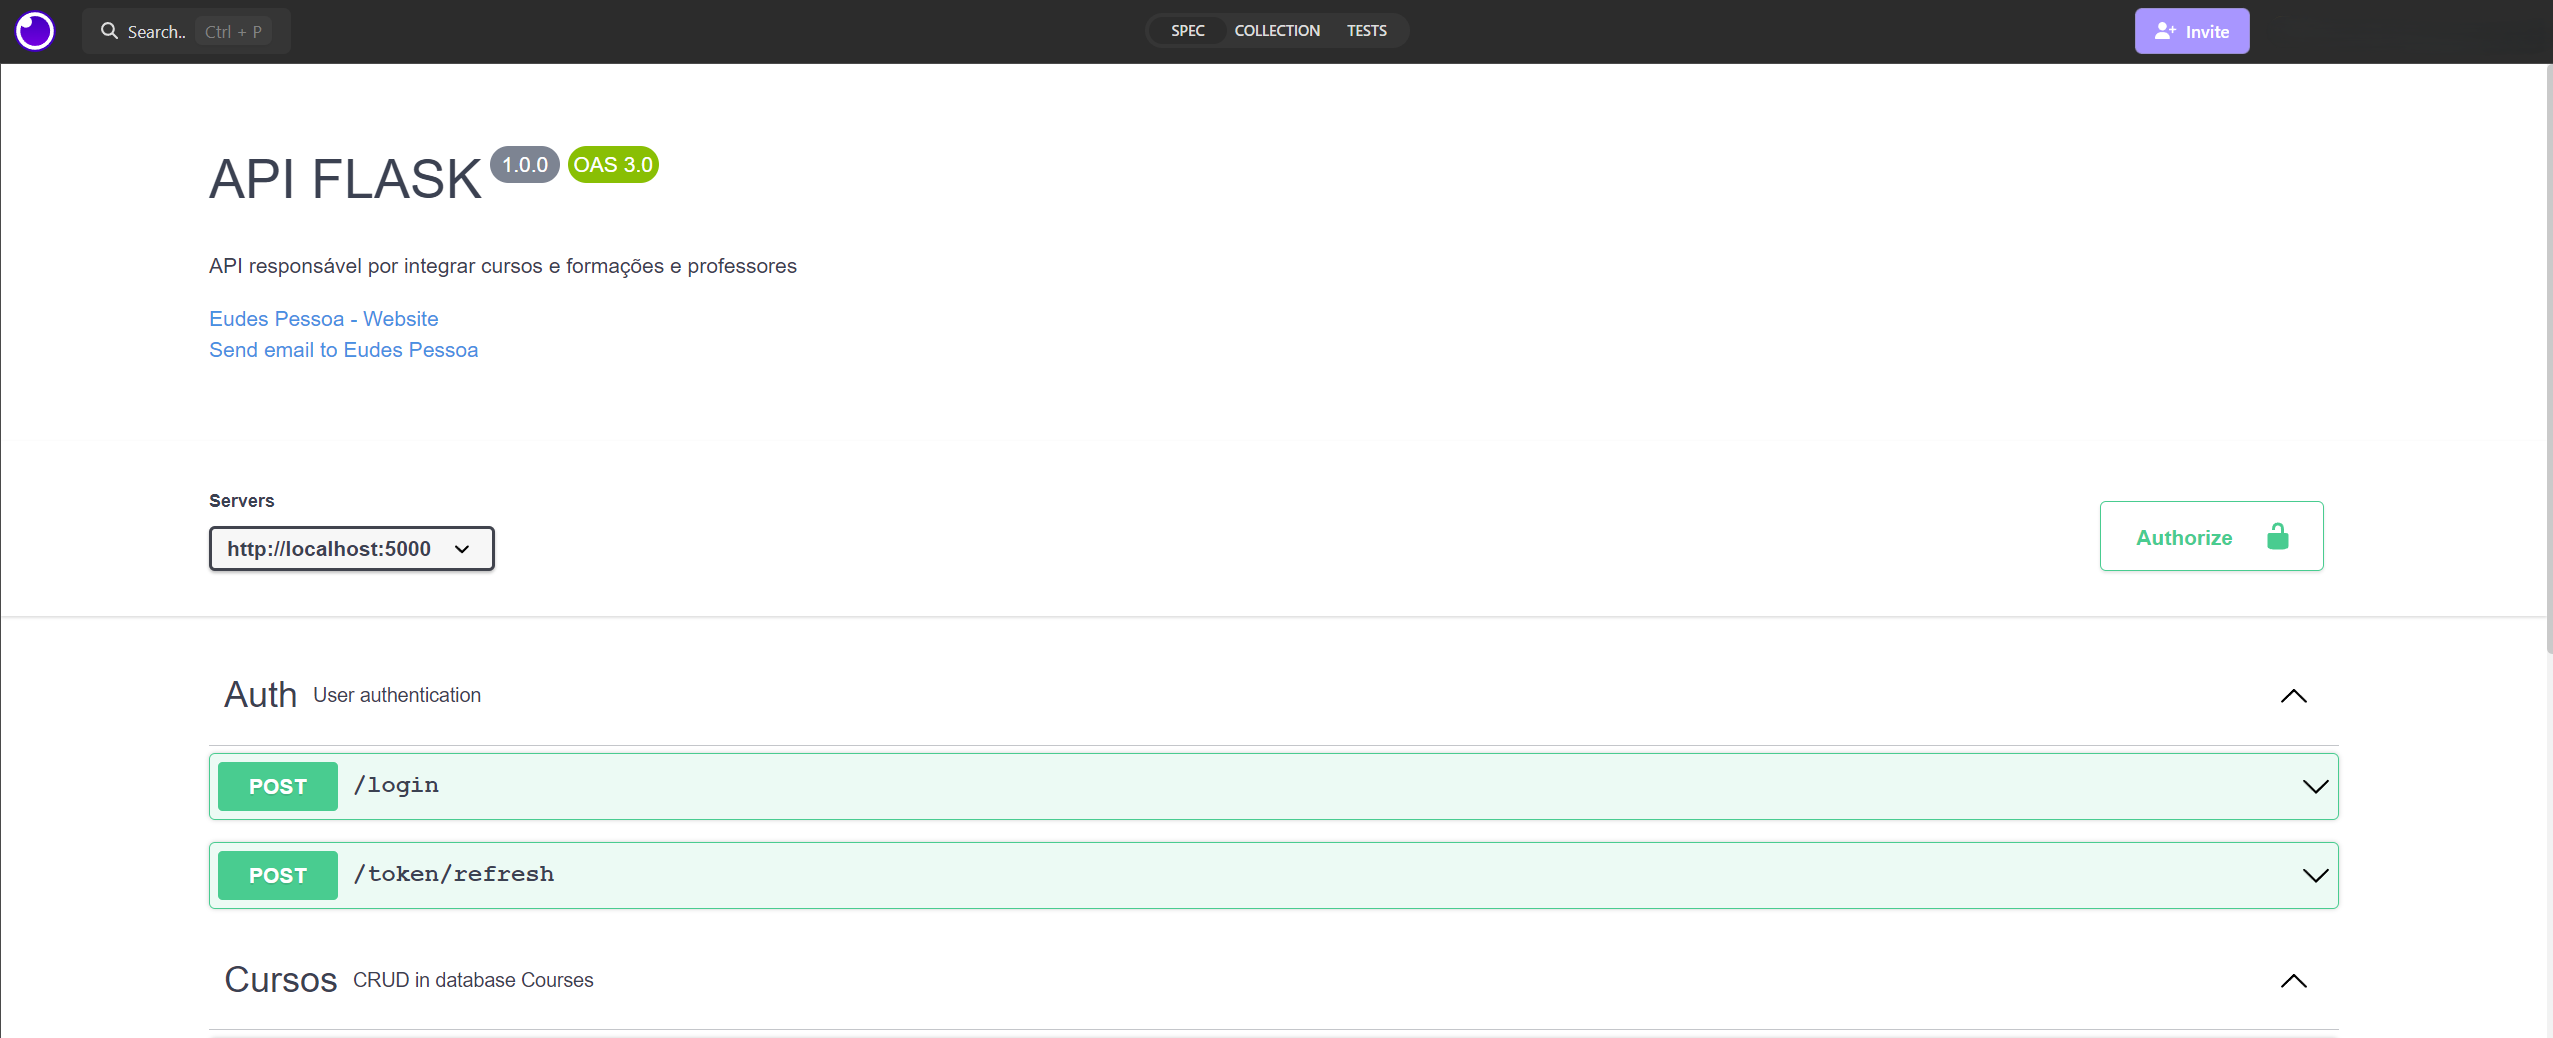 Search.. Ctrl + P SPEC COLLECTION TESTS Invite
API FLASK 1.0.0 OAS 3.0
API responsável por integrar cursos e formações e professores
Eudes Pessoa - Website
Send email to Eudes Pessoa
Servers
http://localhost:5000
Authorize
Auth User authentication
POST /login
POST /token/refresh
Cursos CRUD in database Courses